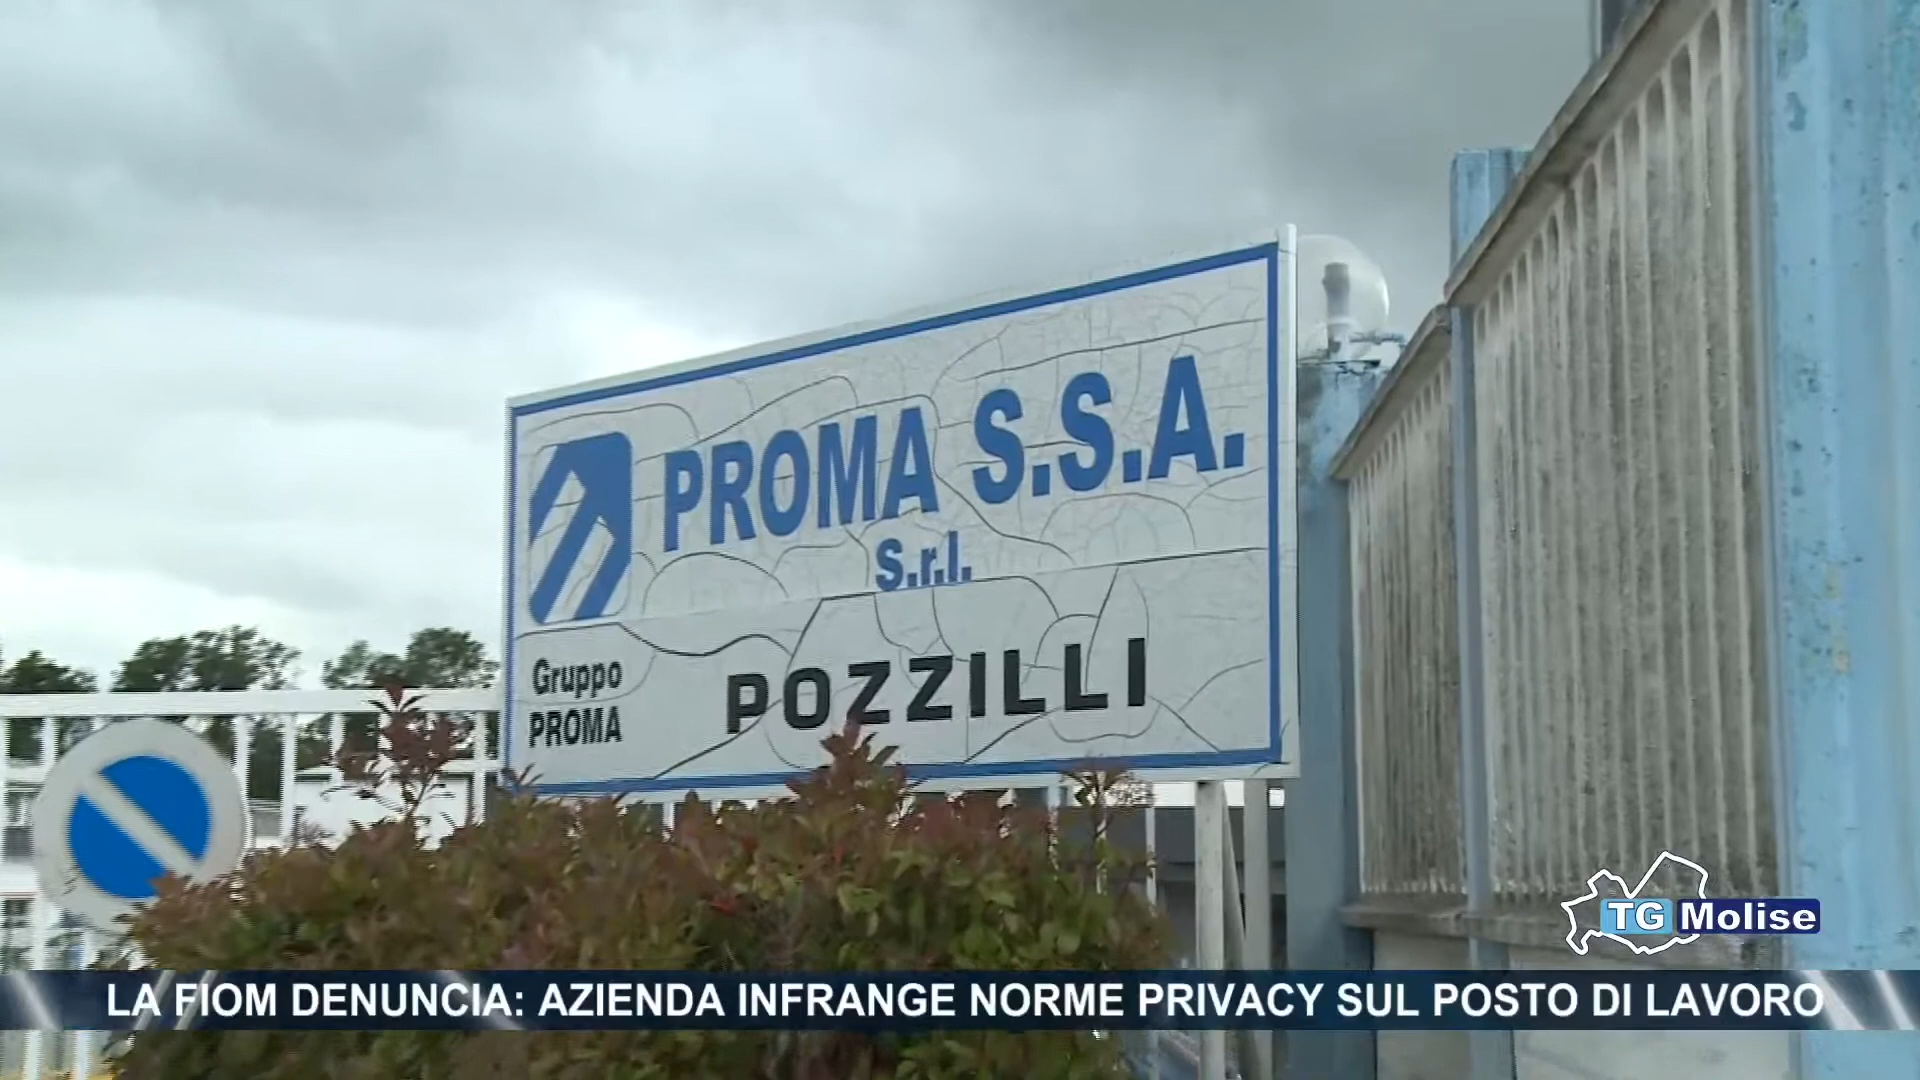 PROMA S.S.A.
s.r.l.
Gruppo
PROMA
POZZILLI
TG Molise
LA FIOM DENUNCIA: AZIENDA INFRANGE NORME PRIVACY SUL POSTO DI LAVORO